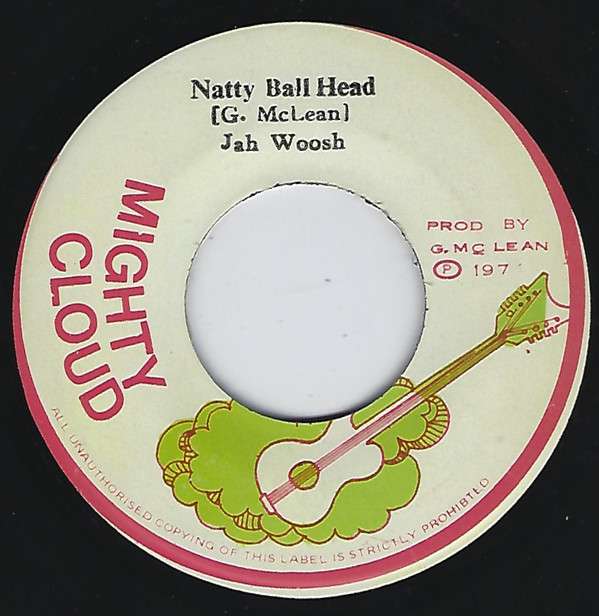 Natty Ball Head
[G. McLean]
Jah Woosh
MIGHTY
CLOUD
PROD BY
G. MC LEAN
Ⓟ 197
ALL UNAUTHORISED COPYING OF THIS LABEL IS STRICTLY PROHIBITED